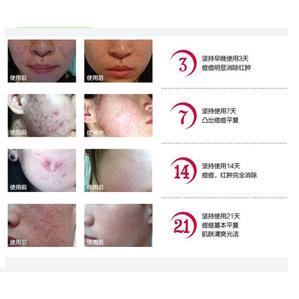 使用前
使用后
3
坚持早晚使用3天
痘痘明显消除红肿
使用前
使用后
7
坚持使用7天
凸出痘痘平复
使用前
使用后
14
坚持使用14天
痘痘，红肿完全消除
使用前
使用后
21
坚持使用21天
痘痘基本平复
肌肤清爽光洁